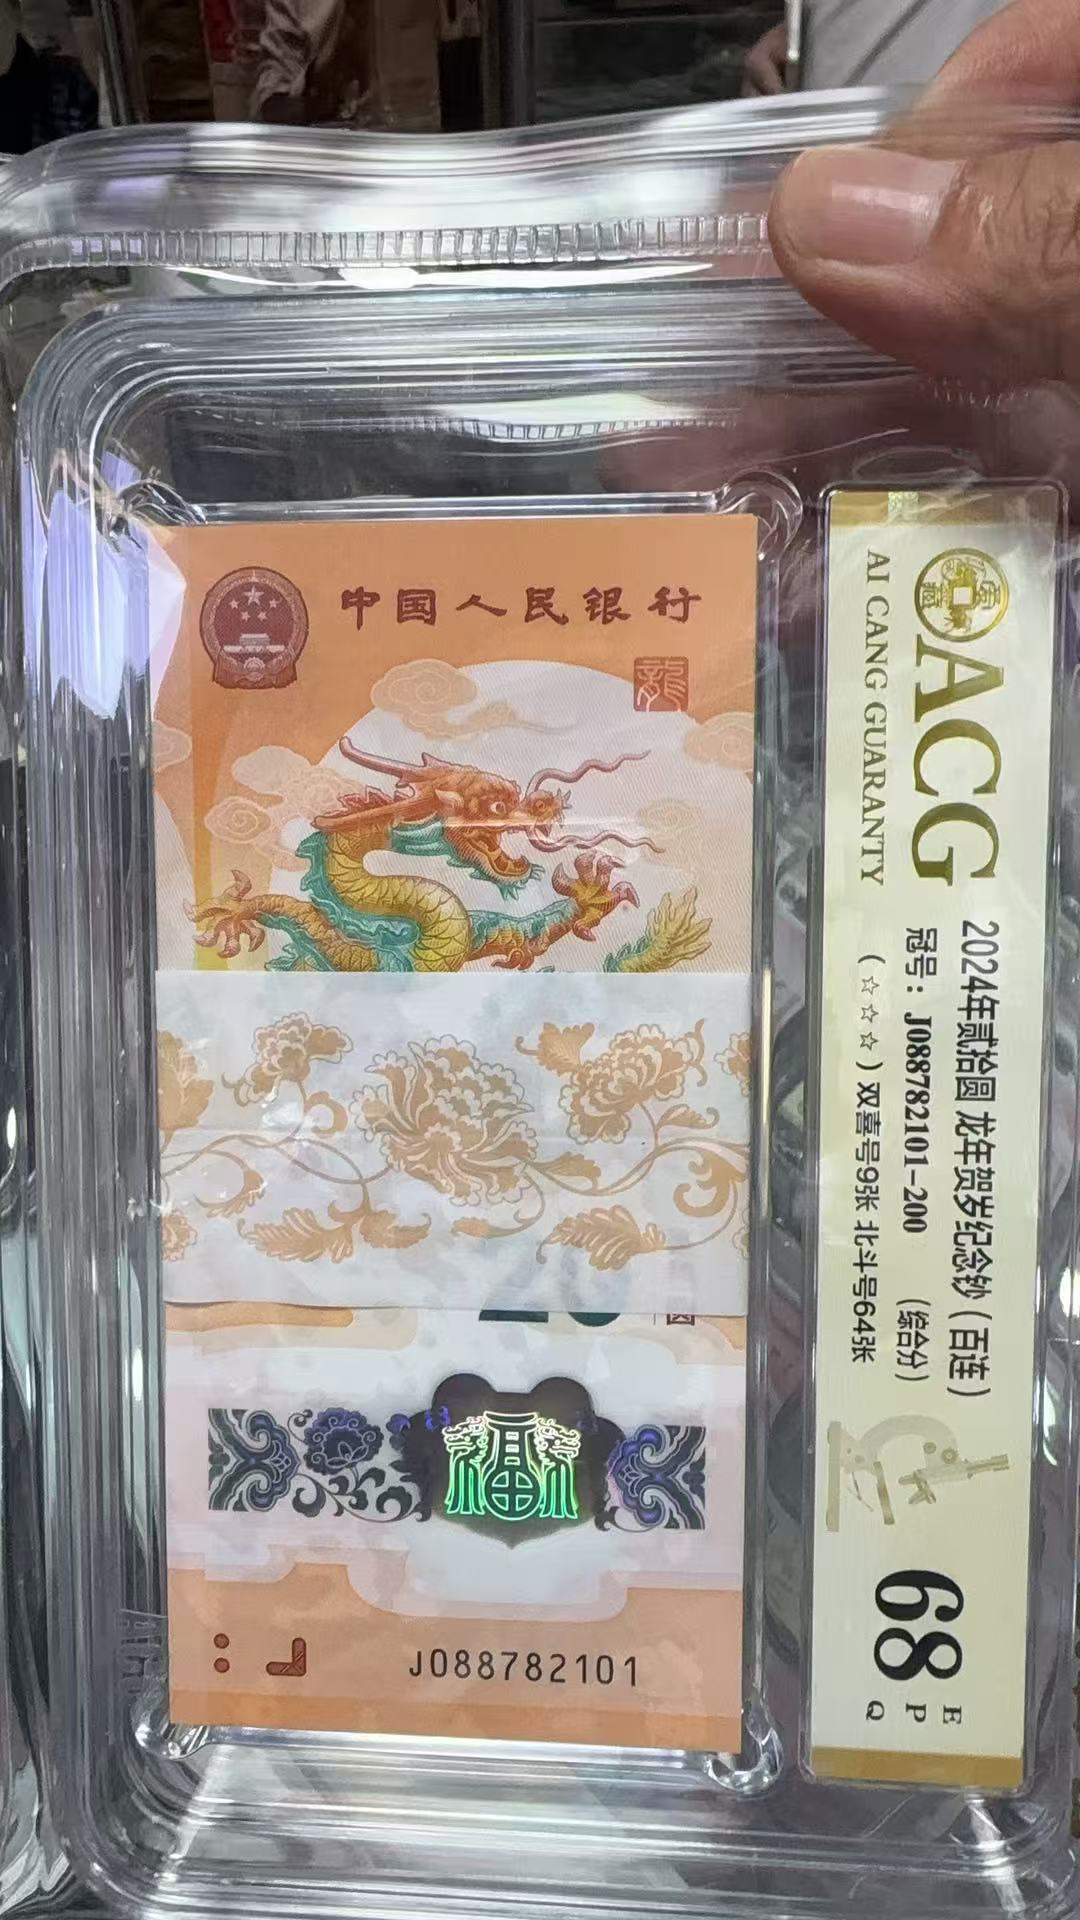 中国人民银行
龍
J088782101
ACG
AI CANG GUARANTY
2024年贰拾圆 龙年贺岁纪念钞（百连）
冠号：J088782101-200 （综合分）
（☆☆☆）双喜号9张 北斗号64张
68
E
P
Q